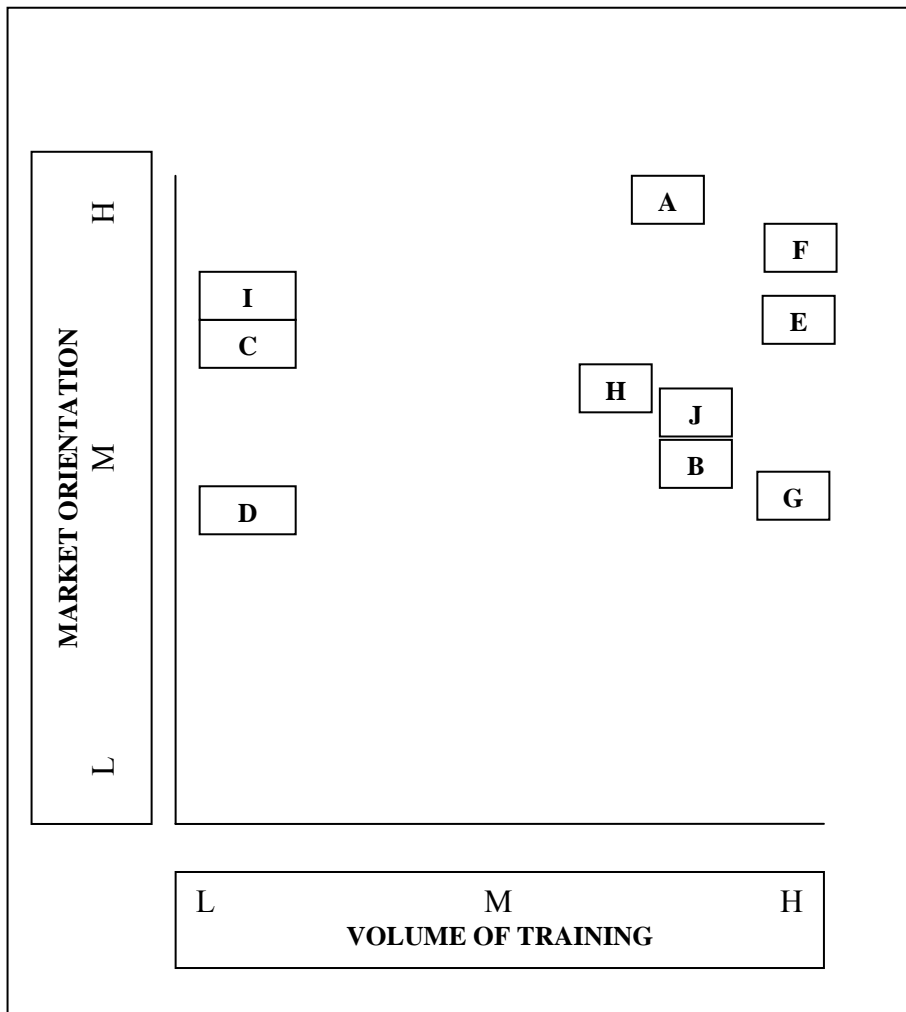 A
F
I
E
C
H
J
B
G
D
H
M
L
MARKET ORIENTATION
L M H
VOLUME OF TRAINING